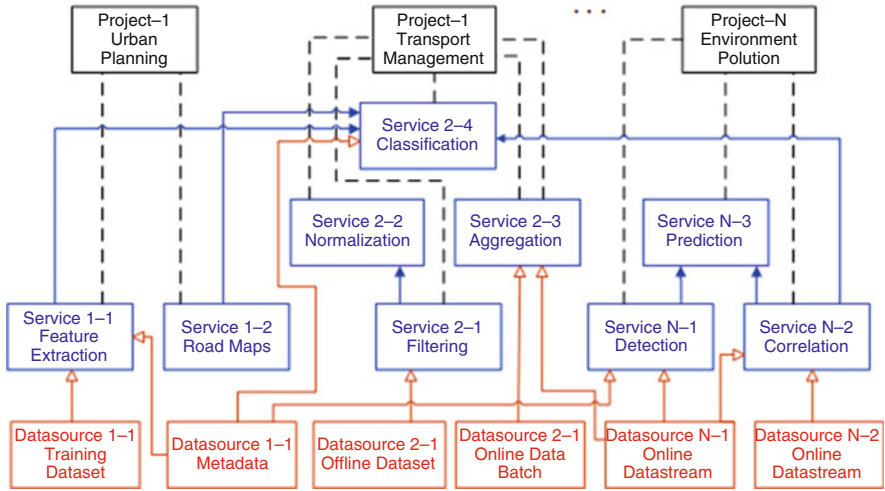 Project–1
Urban
Planning
Project–1
Transport
Management
. . .
Project–N
Environment
Polution
Service 2–4
Classification
Service 2–2
Normalization
Service 2–3
Aggregation
Service N–3
Prediction
Service 1–1
Feature
Extraction
Service 1–2
Road Maps
Service 2–1
Filtering
Service N–1
Detection
Service N–2
Correlation
Datasource 1–1
Training
Dataset
Datasource 1–1
Metadata
Datasource 2–1
Offline Dataset
Datasource 2–1
Online Data
Batch
Datasource N–1
Online
Datastream
Datasource N–2
Online
Datastream